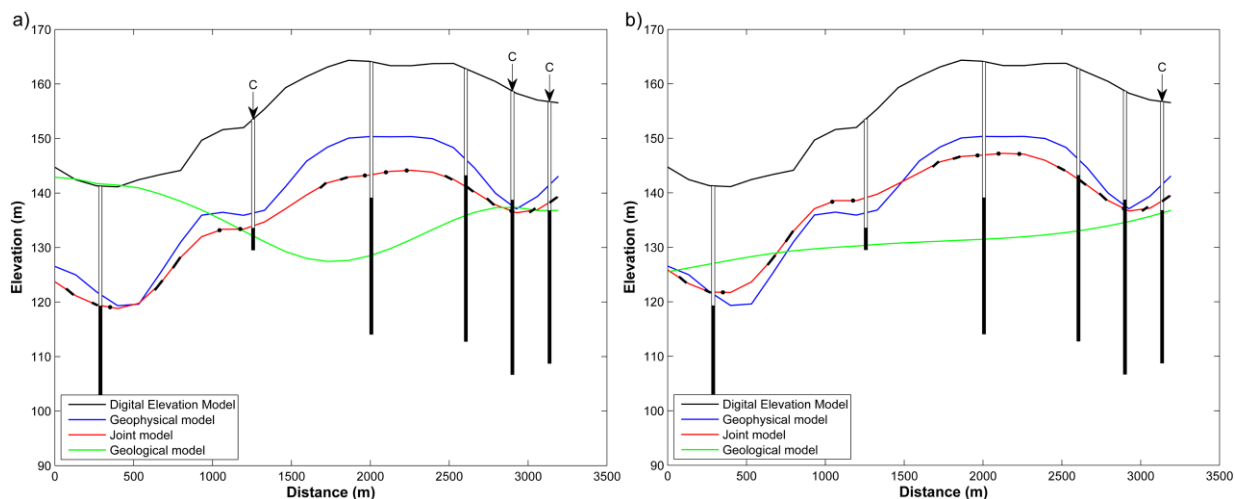 a)
C
C
C
Elevation (m)
170
160
150
140
130
120
110
100
90
Digital Elevation Model
Geophysical model
Joint model
Geological model
0 500 1000 1500 2000 2500 3000 3500
Distance (m)
b)
C
Elevation (m)
170
160
150
140
130
120
110
100
90
Digital Elevation Model
Geophysical model
Joint model
Geological model
0 500 1000 1500 2000 2500 3000 3500
Distance (m)